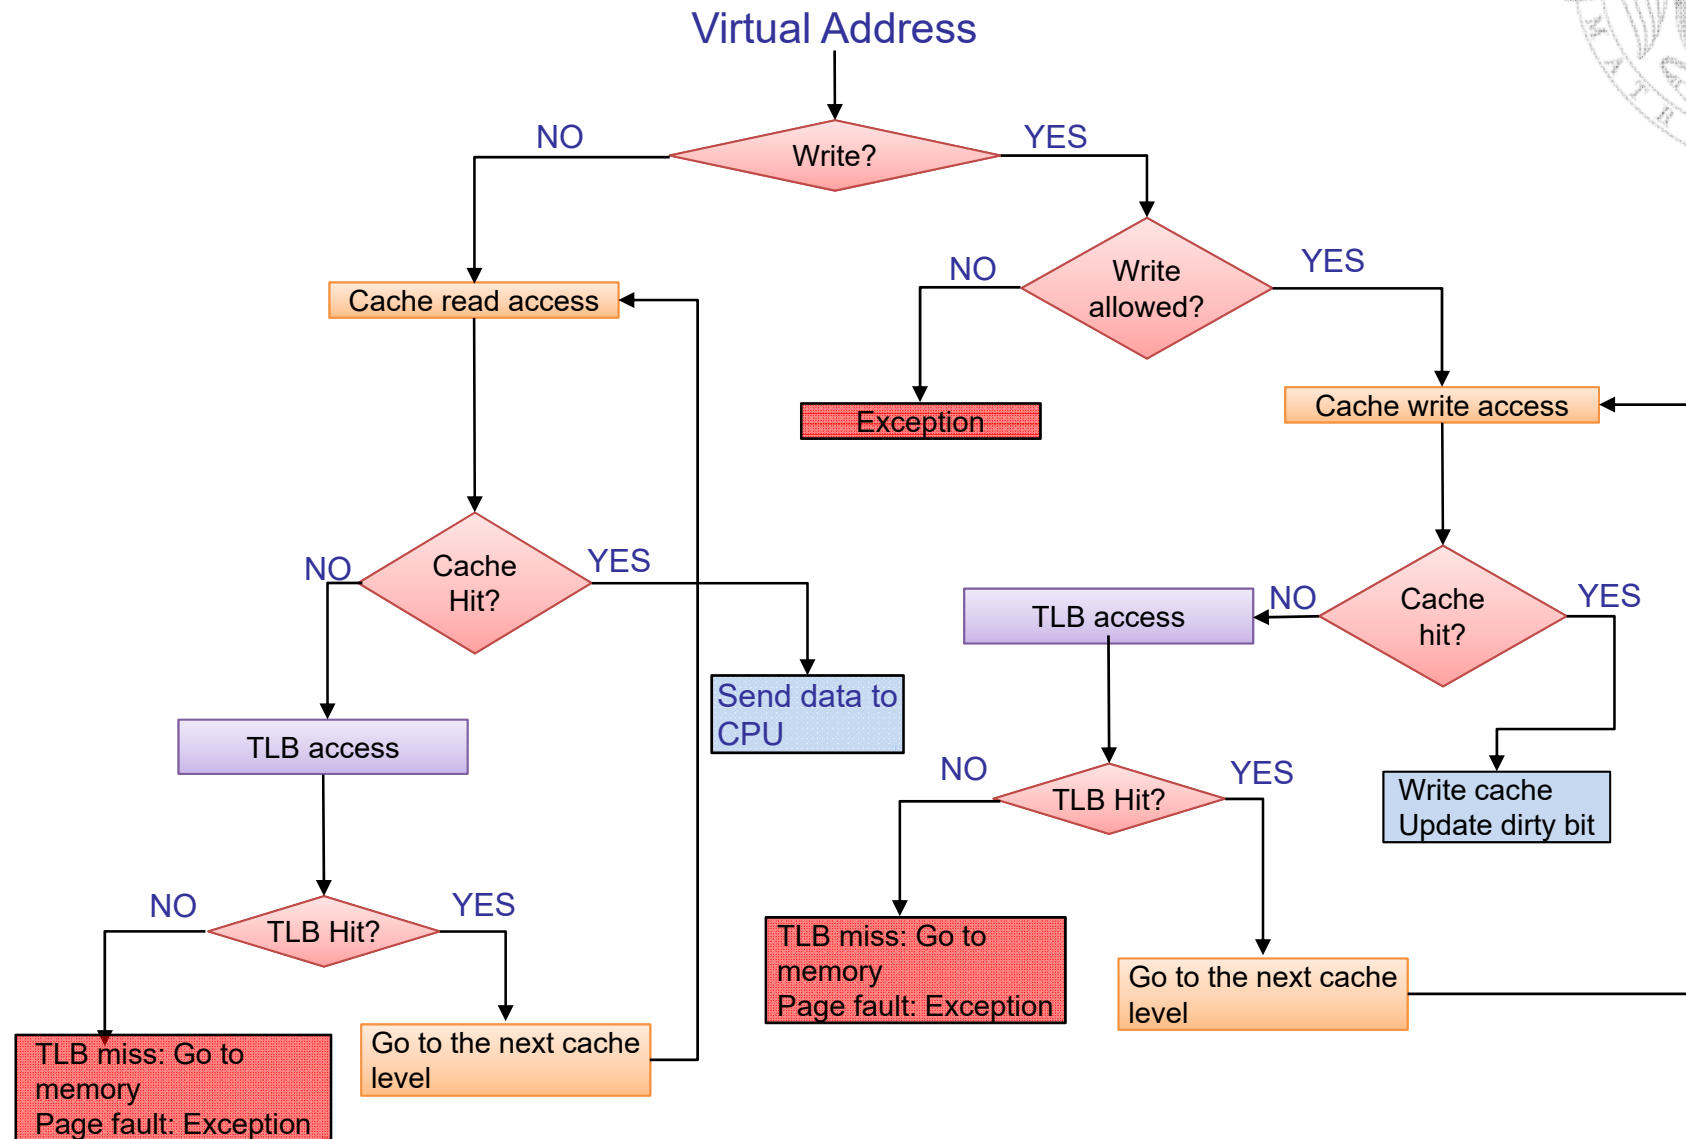 Virtual Address
NO
YES
Write?
NO
Write
allowed?
YES
Cache read access
Exception
Cache write access
NO
Cache
Hit?
YES
TLB access
NO
Cache
hit?
YES
Send data to
CPU
TLB access
NO
TLB Hit?
YES
Write cache
Update dirty bit
NO
TLB Hit?
YES
TLB miss: Go to
memory
Page fault: Exception
Go to the next cache
level
TLB miss: Go to
memory
Page fault: Exception
Go to the next cache
level
M A T R